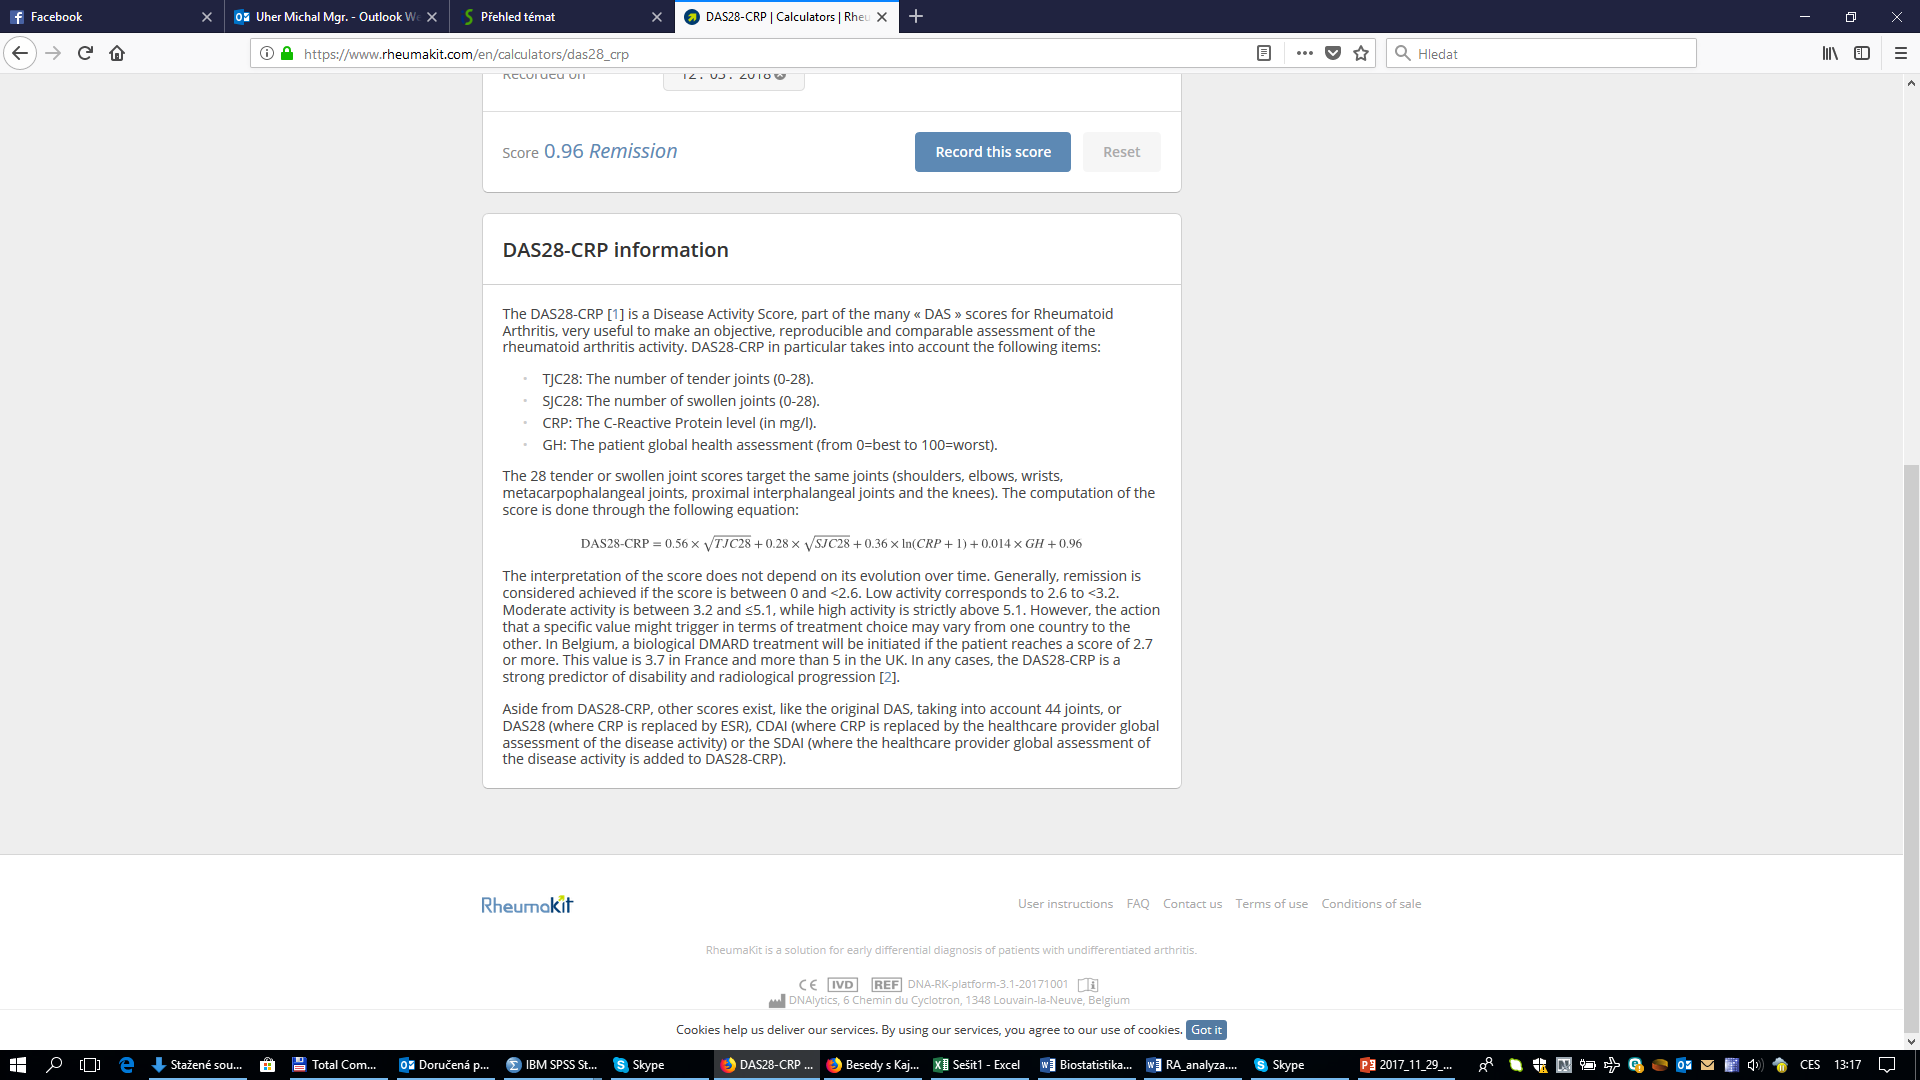 Facebook
Uher Michal Mgr. - Outlook We
Přehled témat
DAS28-CRP | Calculators | Rheu
https://www.rheumakit.com/en/calculators/das28_crp
Hledat
Recorded on
12 . 03 . 2018
Score 0.96 Remission
Record this score
Reset
DAS28-CRP information
The DAS28-CRP [1] is a Disease Activity Score, part of the many « DAS » scores for Rheumatoid
Arthritis, very useful to make an objective, reproducible and comparable assessment of the
rheumatoid arthritis activity. DAS28-CRP in particular takes into account the following items:
TJC28: The number of tender joints (0-28).
SJC28: The number of swollen joints (0-28).
CRP: The C-Reactive Protein level (in mg/l).
GH: The patient global health assessment (from 0=best to 100=worst).
The 28 tender or swollen joint scores target the same joints (shoulders, elbows, wrists,
metacarpophalangeal joints, proximal interphalangeal joints and the knees). The computation of the
score is done through the following equation:
DAS28-CRP = 0.56 × √TJC28 + 0.28 × √SJC28 + 0.36 × ln(CRP + 1) + 0.014 × GH + 0.96
The interpretation of the score does not depend on its evolution over time. Generally, remission is
considered achieved if the score is between 0 and <2.6. Low activity corresponds to 2.6 to <3.2.
Moderate activity is between 3.2 and ≤5.1, while high activity is strictly above 5.1. However, the action
that a specific value might trigger in terms of treatment choice may vary from one country to the
other. In Belgium, a biological DMARD treatment will be initiated if the patient reaches a score of 2.7
or more. This value is 3.7 in France and more than 5 in the UK. In any cases, the DAS28-CRP is a
strong predictor of disability and radiological progression [2].
Aside from DAS28-CRP, other scores exist, like the original DAS, taking into account 44 joints, or
DAS28 (where CRP is replaced by ESR), CDAI (where CRP is replaced by the healthcare provider global
assessment of the disease activity) or the SDAI (where the healthcare provider global assessment of
the disease activity is added to DAS28-CRP).
RheumaKit
User instructions FAQ Contact us Terms of use Conditions of sale
RheumaKit is a solution for early differential diagnosis of patients with undifferentiated arthritis.
CE IVD REF DNA-RK-platform-3.1-20171001
DNAlytics, 6 Chemin du Cyclotron, 1348 Louvain-la-Neuve, Belgium
Cookies help us deliver our services. By using our services, you agree to our use of cookies. Got it
Stažené sou...
Total Com...
Doručená p...
IBM SPSS St...
Skype
DAS28-CRP ...
Besedy s Kaj...
Sešit1 - Excel
Biostatistika...
RA_analyza....
Skype
2017_11_29_...
CES
13:17